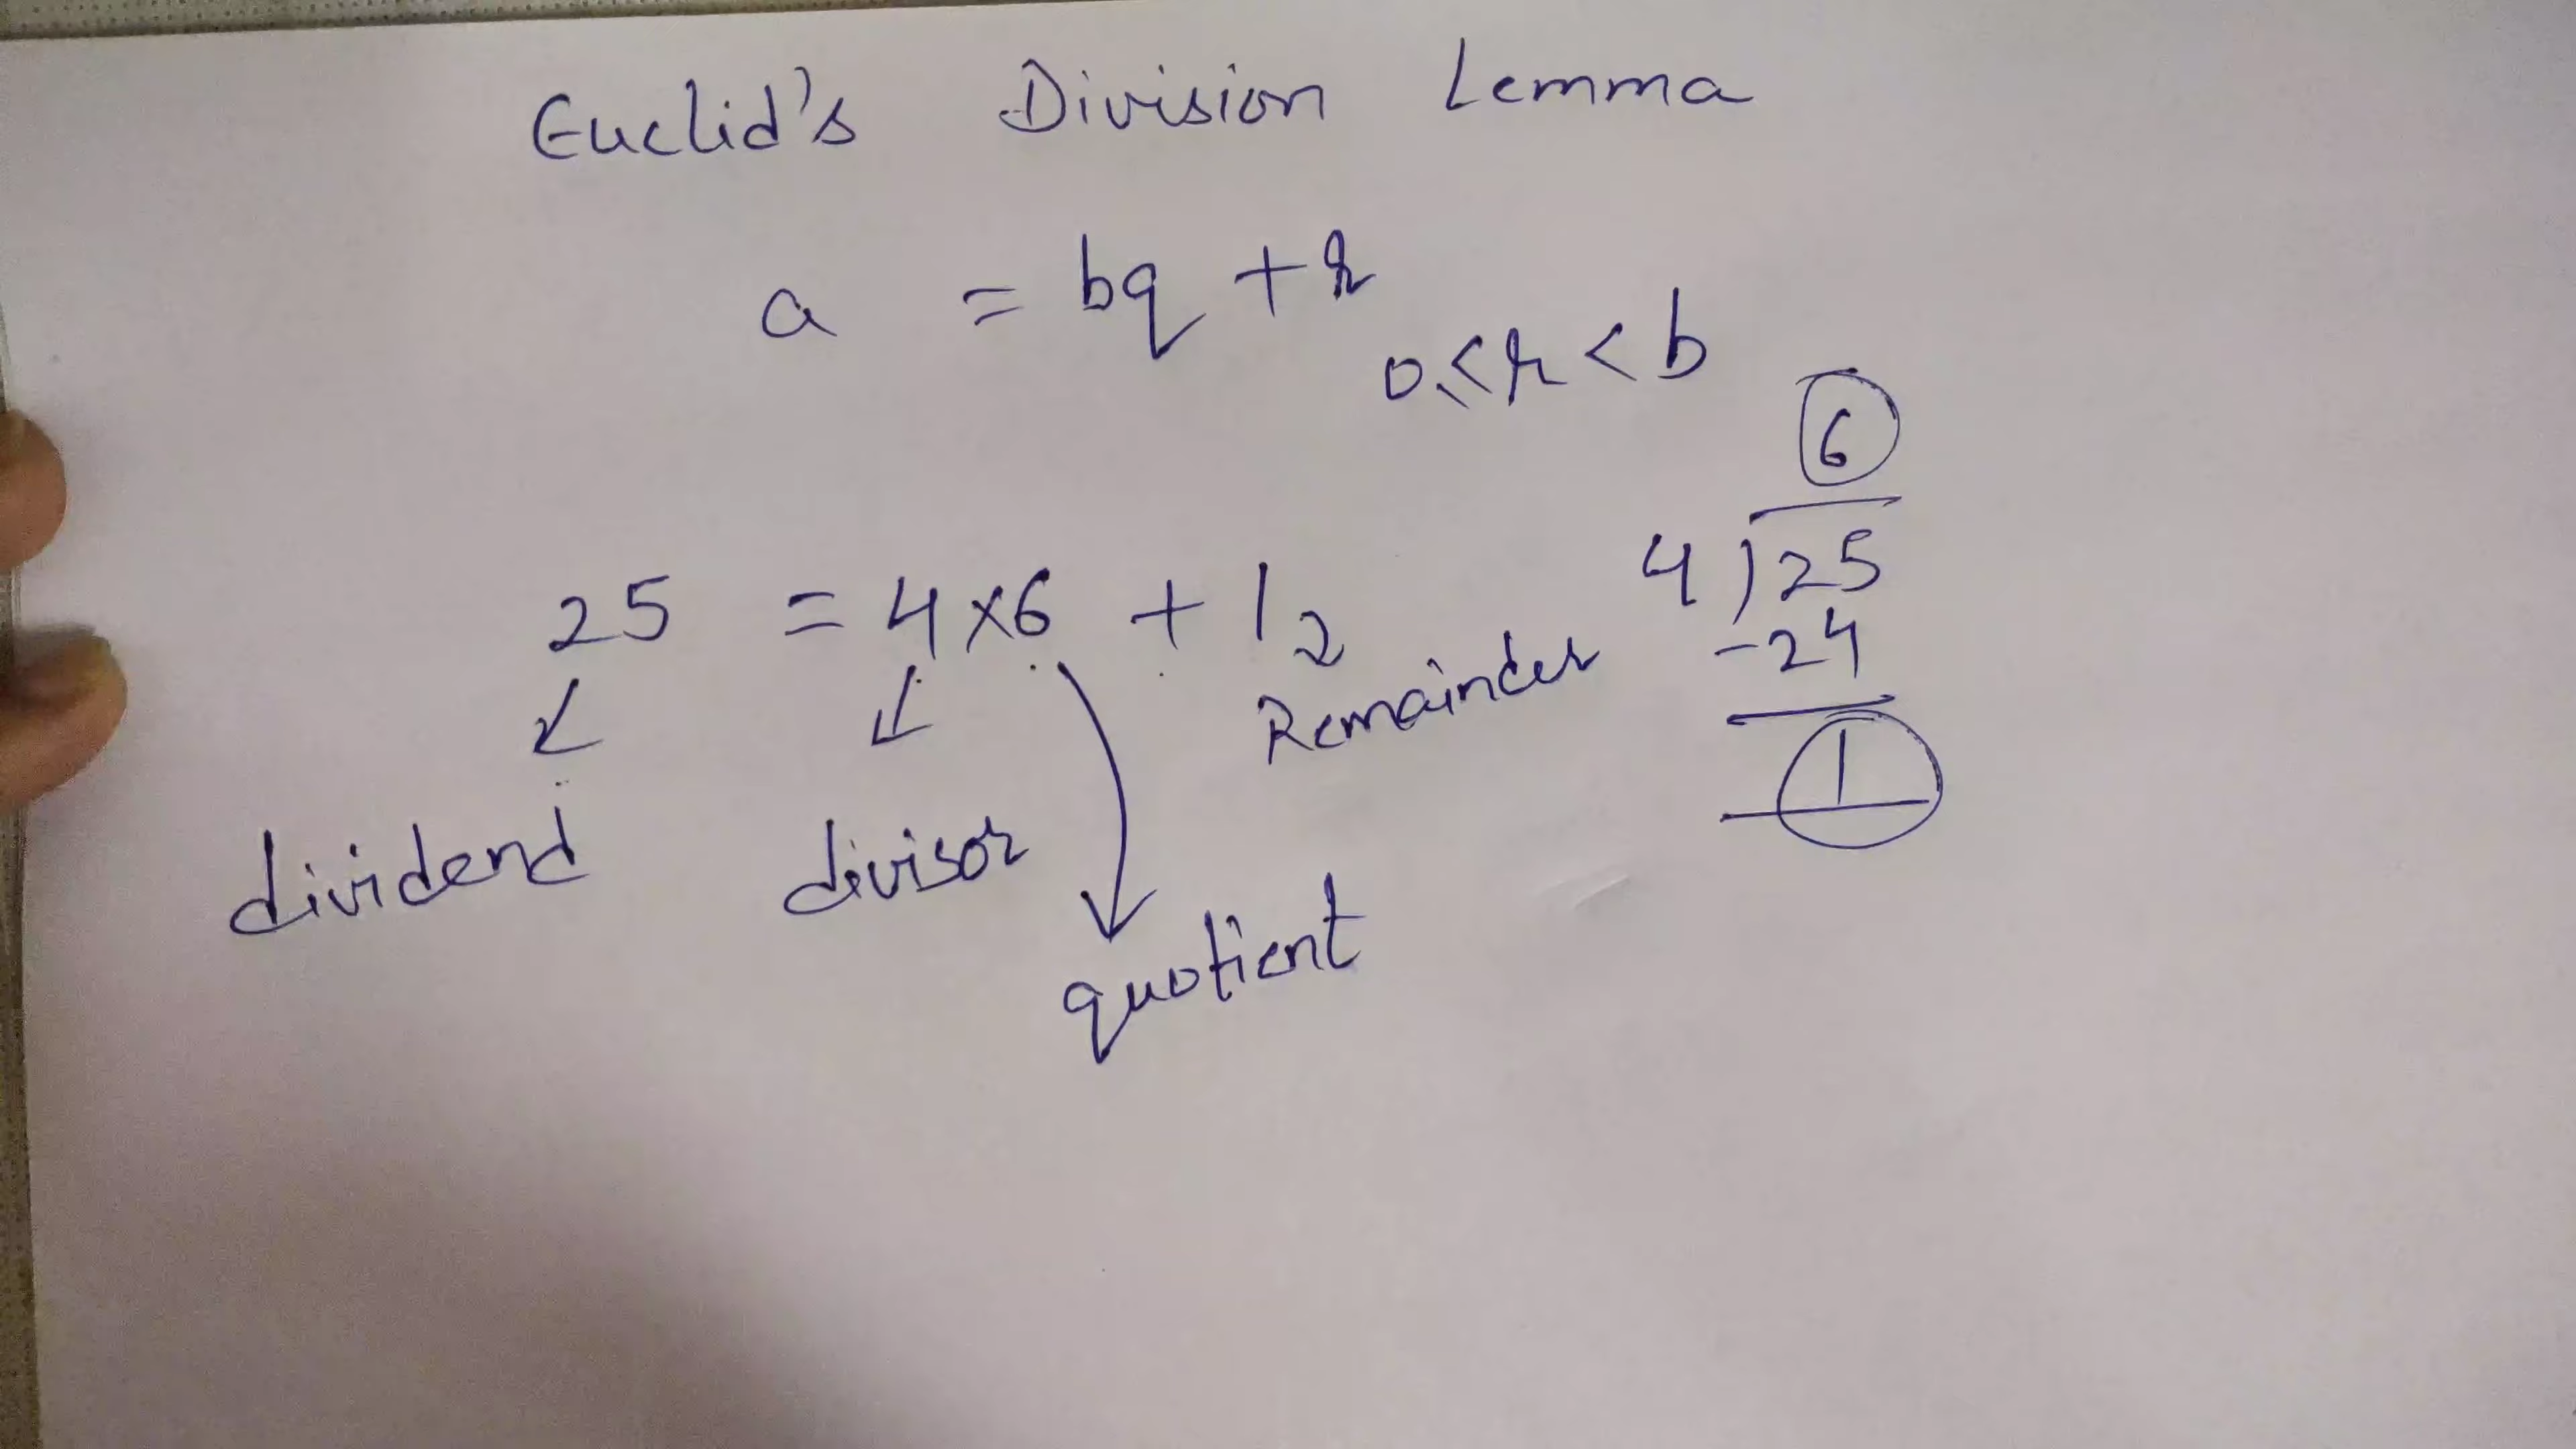 Euclid's Division Lemma
a = bq + r
0 ≤ r < b
6
4 ) 25
- 24
1
25 = 4 × 6 + 1
Remainder
dividend
divisor
quotient